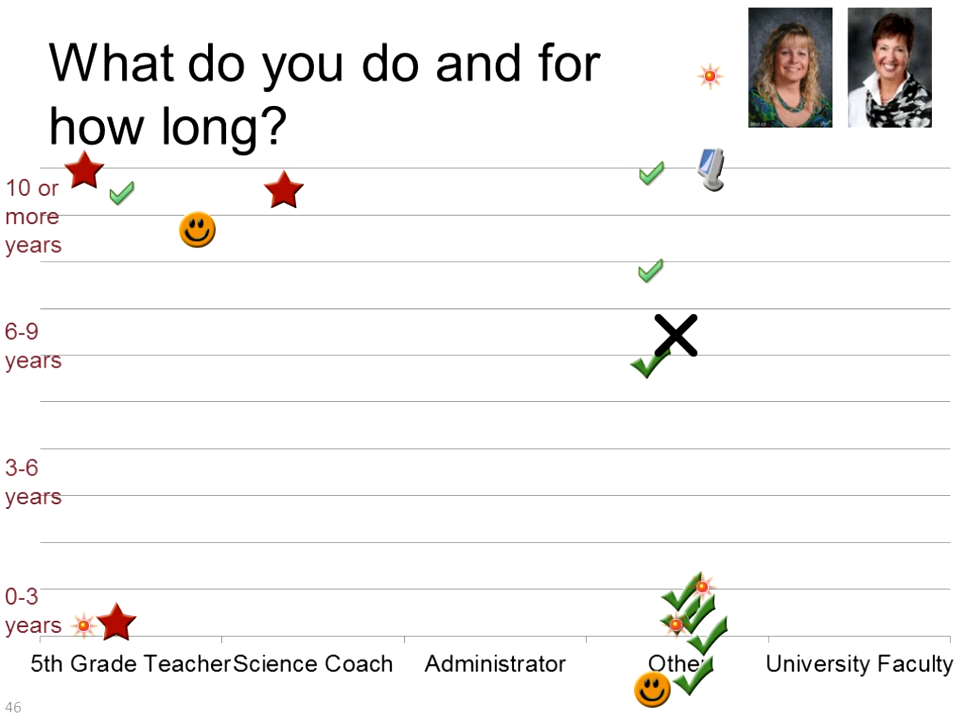 What do you do and for
how long?
10 or
more
years
6-9
years
3-6
years
0-3
years
5th Grade Teacher Science Coach Administrator Other University Faculty
46